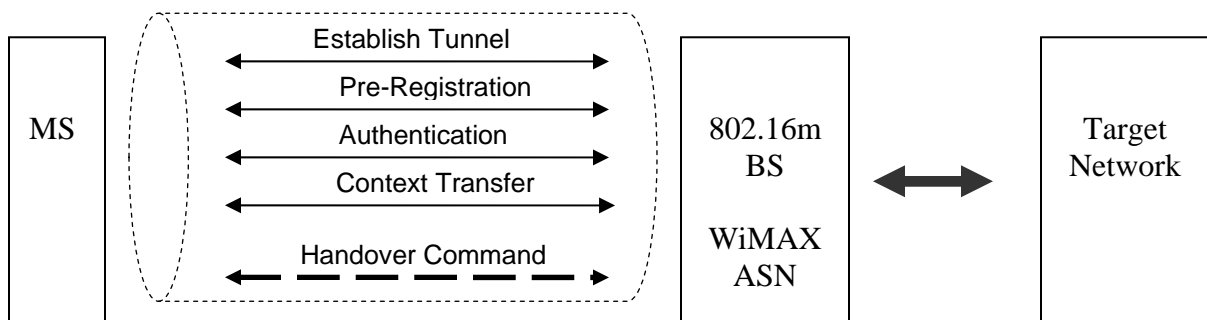 Establish Tunnel
Pre-Registration
Authentication
Context Transfer
Handover Command
MS
802.16m
BS
WiMAX
ASN
Target
Network